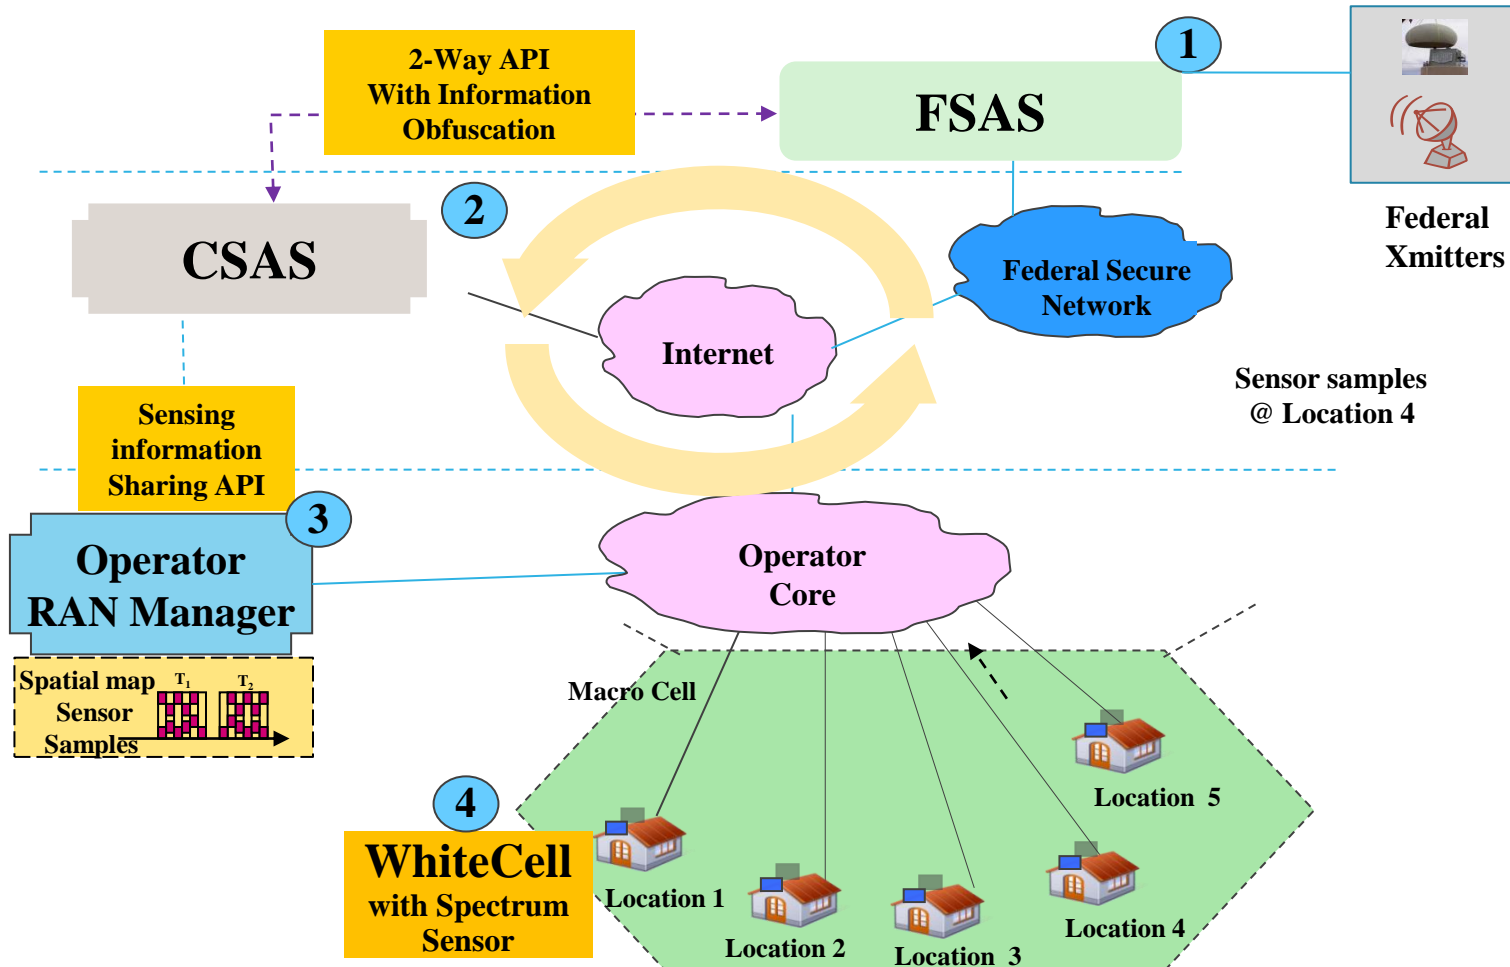 1
2-Way API
With Information
Obfuscation
FSAS
2
Federal
Xmitters
CSAS
Federal Secure
Network
Internet
Sensor samples
@ Location 4
Sensing
information
Sharing API
3
Operator
RAN Manager
Operator
Core
Spatial map
Sensor
Samples
T1
T2
Macro Cell
Location 5
4
WhiteCell
with Spectrum
Sensor
Location 1
Location 2
Location 3
Location 4